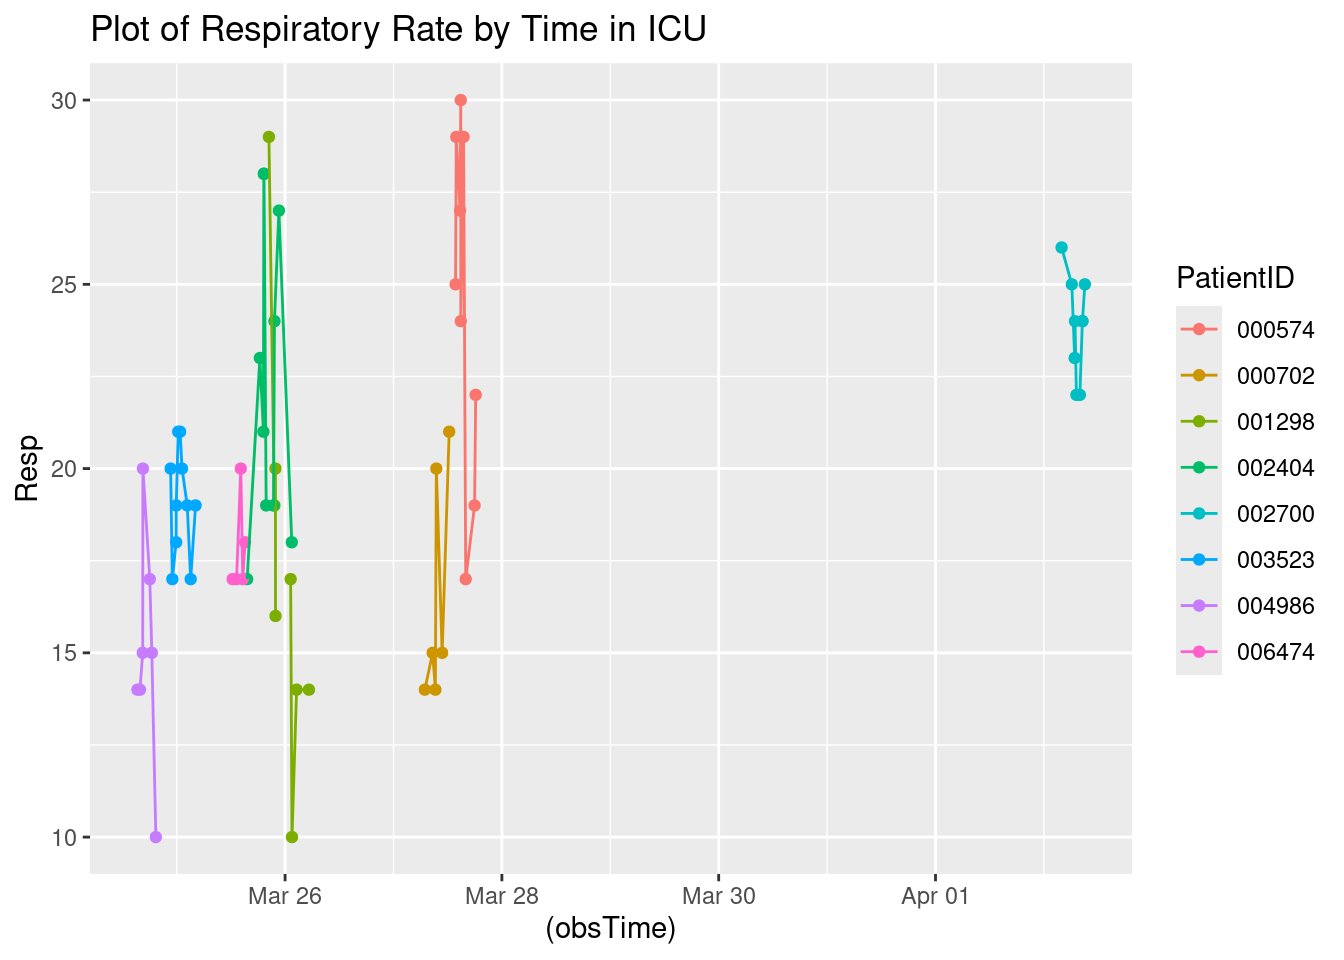 Plot of Respiratory Rate by Time in ICU
30
25
20
15
10
Resp
Mar 26
Mar 28
Mar 30
Apr 01
(obsTime)
PatientID
000574
000702
001298
002404
002700
003523
004986
006474